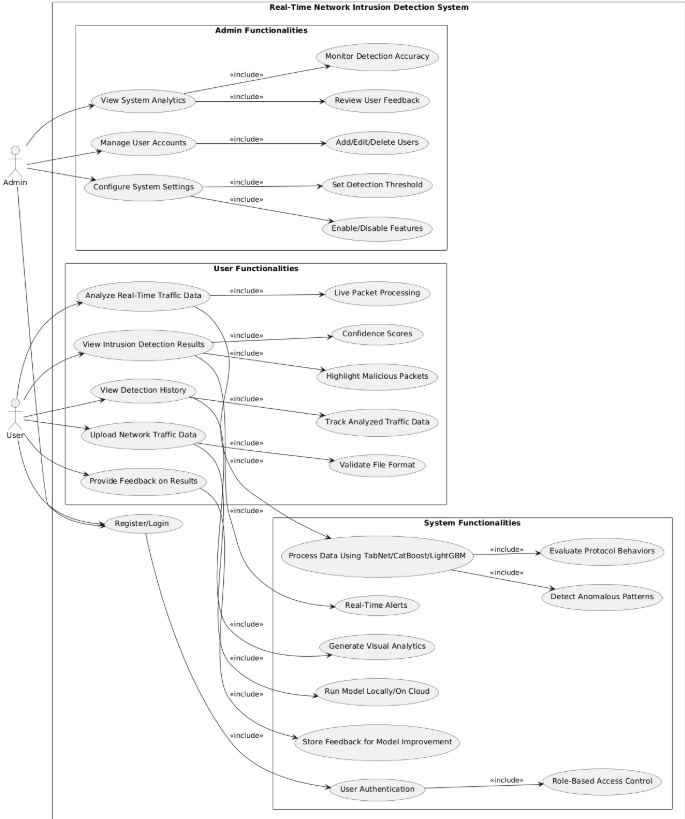 Real-Time Network Intrusion Detection System
Admin Functionalities
Monitor Detection Accuracy
«include»
View System Analytics
«include»
Review User Feedback
Manage User Accounts
«include»
Add/Edit/Delete Users
Admin
Configure System Settings
«include»
Set Detection Threshold
«include»
Enable/Disable Features
User Functionalities
Analyze Real-Time Traffic Data
«include»
Live Packet Processing
View Intrusion Detection Results
«include»
Confidence Scores
«include»
Highlight Malicious Packets
View Detection History
«include»
Track Analyzed Traffic Data
User
Upload Network Traffic Data
«include»
«include»
Validate File Format
Provide Feedback on Results
Register/Login
«include»
System Functionalities
Process Data Using TabNet/CatBoost/LightGBM
«include»
Evaluate Protocol Behaviors
«include»
Detect Anomalous Patterns
«include»
Real-Time Alerts
«include»
Generate Visual Analytics
«include»
Run Model Locally/On Cloud
«include»
Store Feedback for Model Improvement
«include»
User Authentication
«include»
Role-Based Access Control